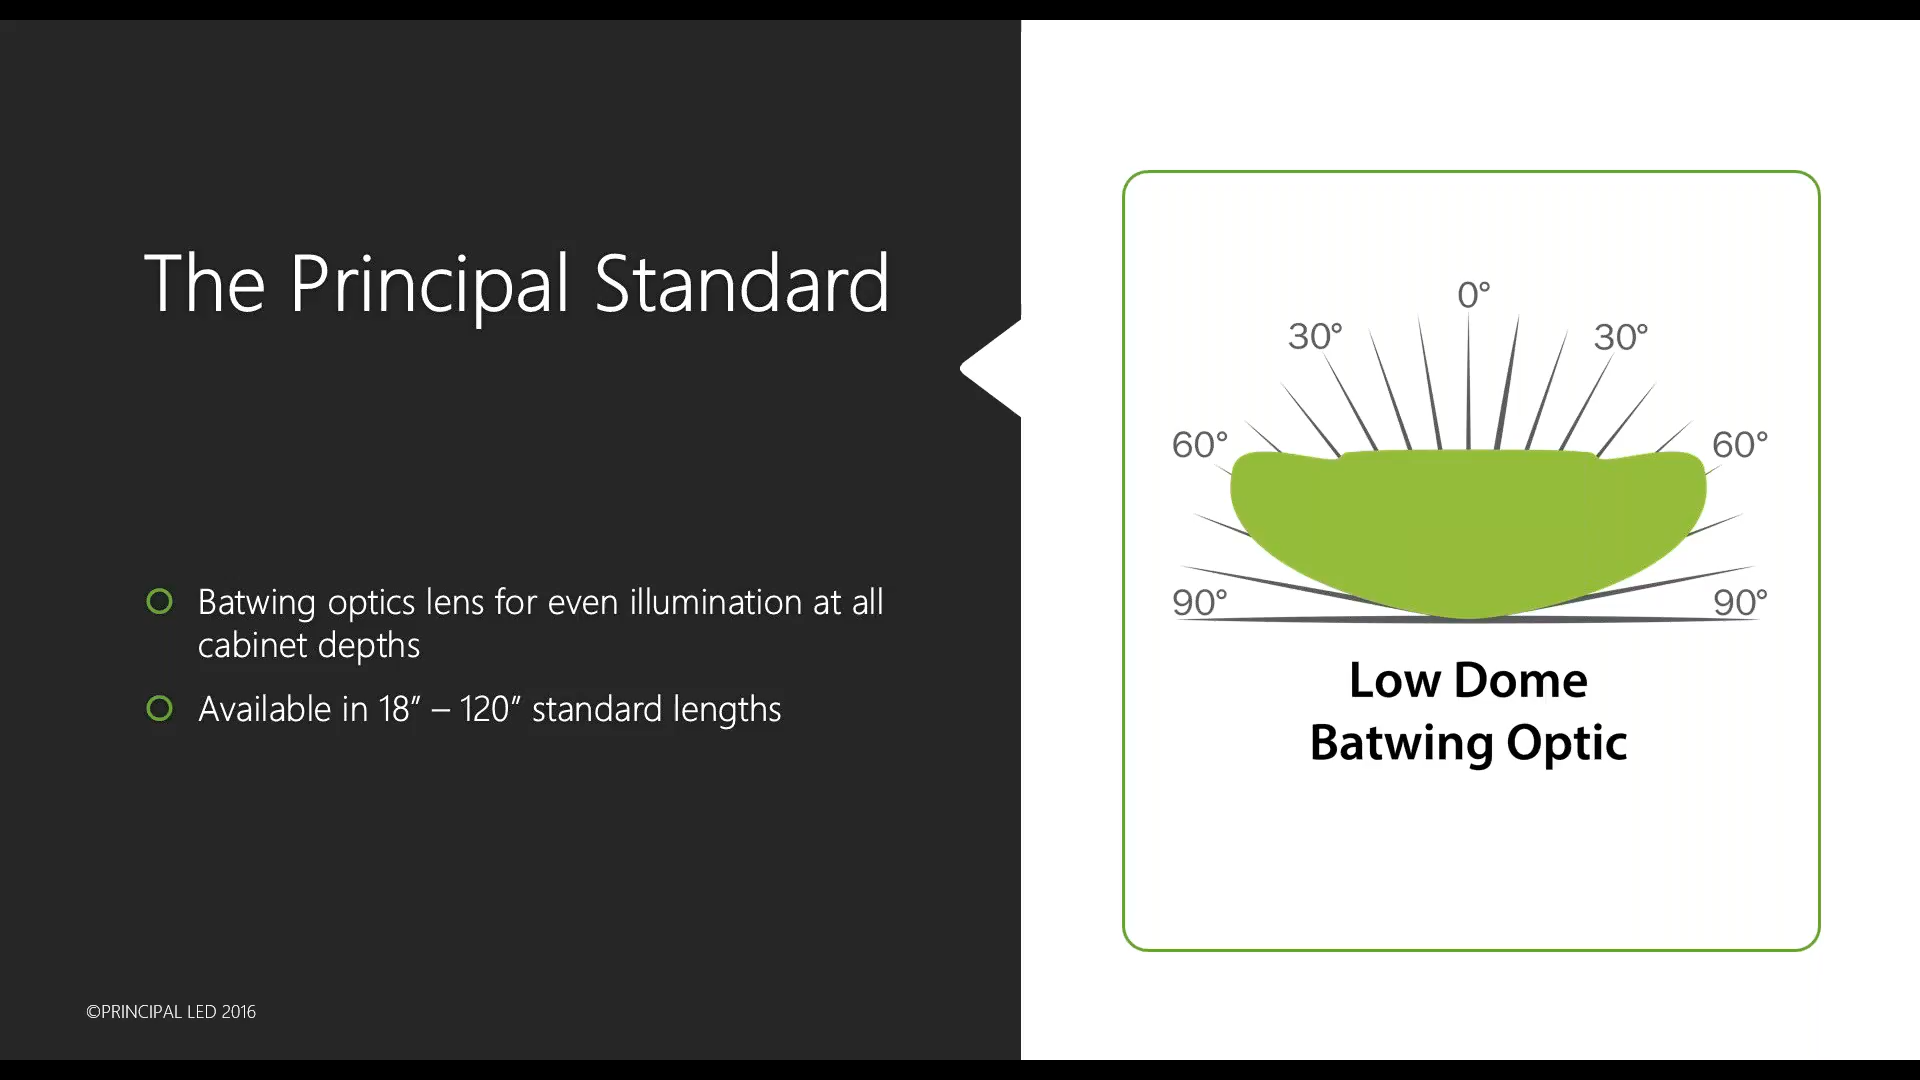 The Principal Standard
Batwing optics lens for even illumination at all
cabinet depths
Available in 18” – 120” standard lengths
©PRINCIPAL LED 2016
0°
30°
30°
60°
60°
90°
90°
Low Dome
Batwing Optic